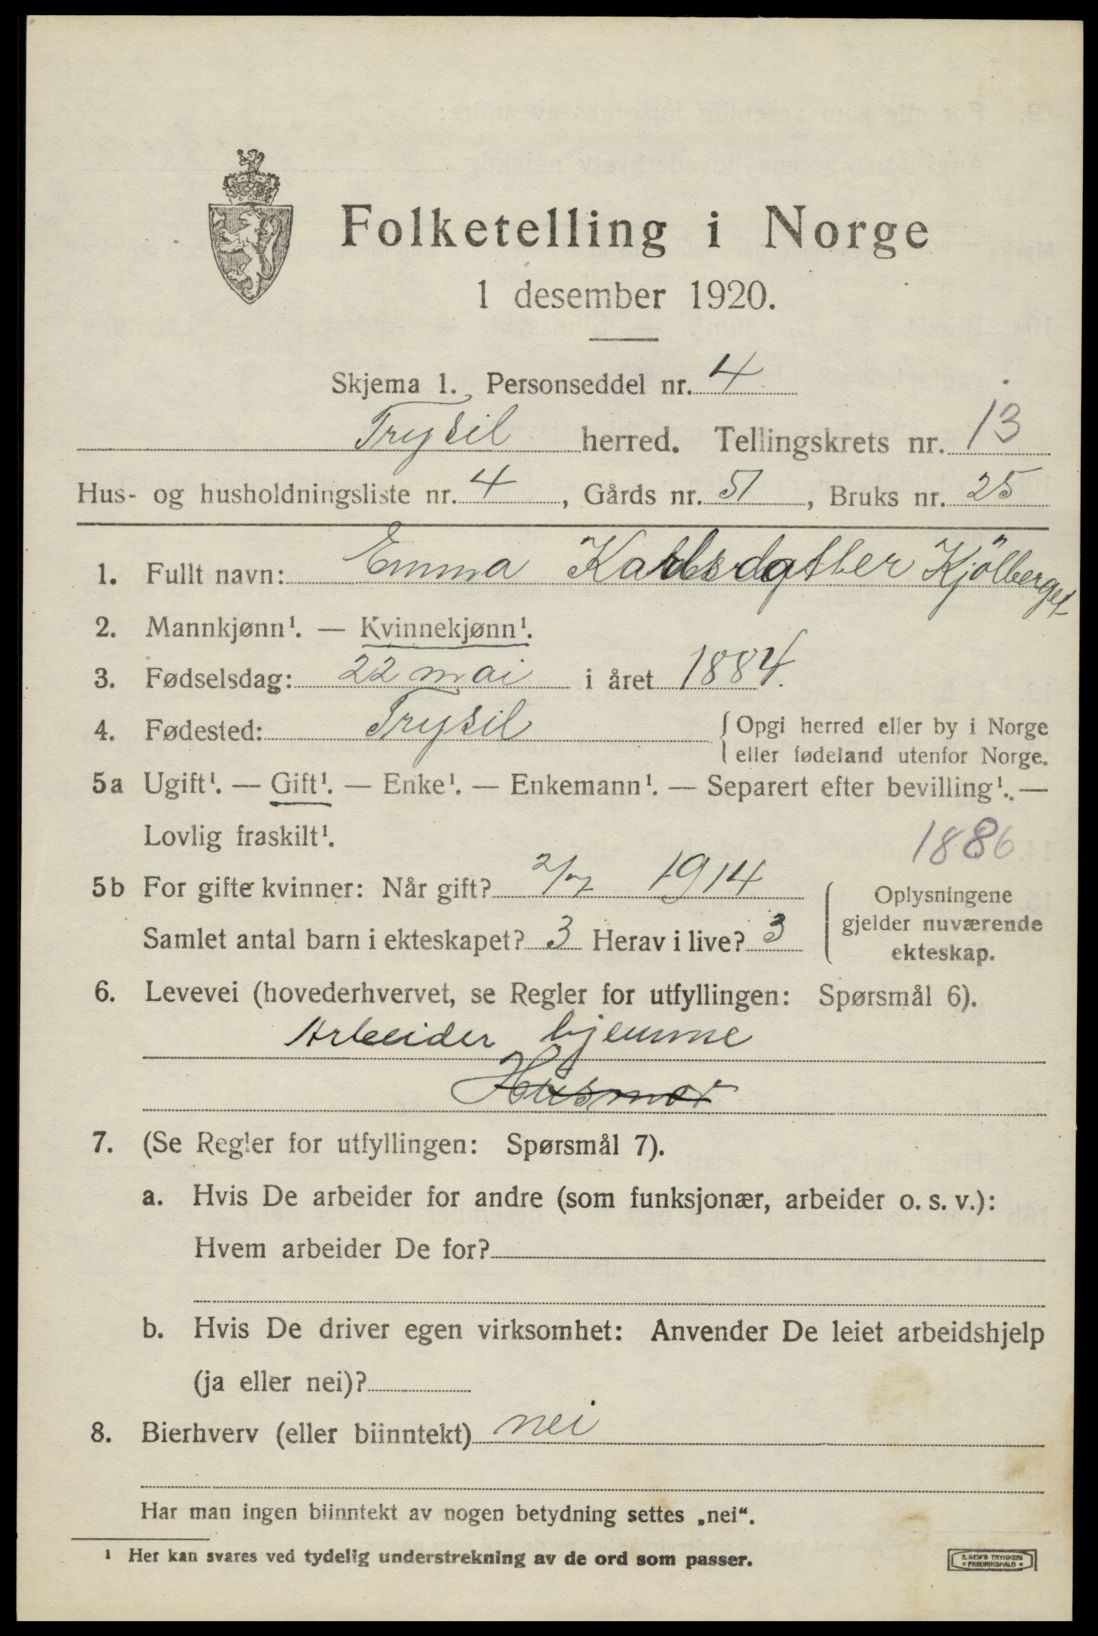 Folketelling i Norge
1 desember 1920.
Skjema 1. Personseddel nr. 4
Trysil herred. Tellingskrets nr. 13
Hus- og husholdningsliste nr. 4, Gårds nr. 51, Bruks nr. 25
1. Fullt navn: Emma Karlsdatter Kjölberget
2. Mannkjønn¹. — Kvinnekjønn¹.
3. Fødselsdag: 22 mai i året 1884.
4. Fødested: Trysil { Opgi herred eller by i Norge
eller fødeland utenfor Norge.
5a Ugift¹. — Gift¹. — Enke¹. — Enkemann¹. — Separert efter bevilling¹. —
Lovlig fraskilt¹. 1886
5b For gifte kvinner: Når gift? 2/7 1914
Samlet antal barn i ekteskapet? 3 Herav i live? 3
{ Oplysningene
gjelder nuværende
ekteskap.
6. Levevei (hovederhvervet, se Regler for utfyllingen: Spørsmål 6).
Arbeider hjemme
Husmor
7. (Se Regler for utfyllingen: Spørsmål 7).
a. Hvis De arbeider for andre (som funksjonær, arbeider o. s. v.):
Hvem arbeider De for?
b. Hvis De driver egen virksomhet: Anvender De leiet arbeidshjelp
(ja eller nei)?
8. Bierhverv (eller biinntekt) nei
Har man ingen biinntekt av nogen betydning settes „nei“.
¹ Her kan svares ved tydelig understrekning av de ord som passer.